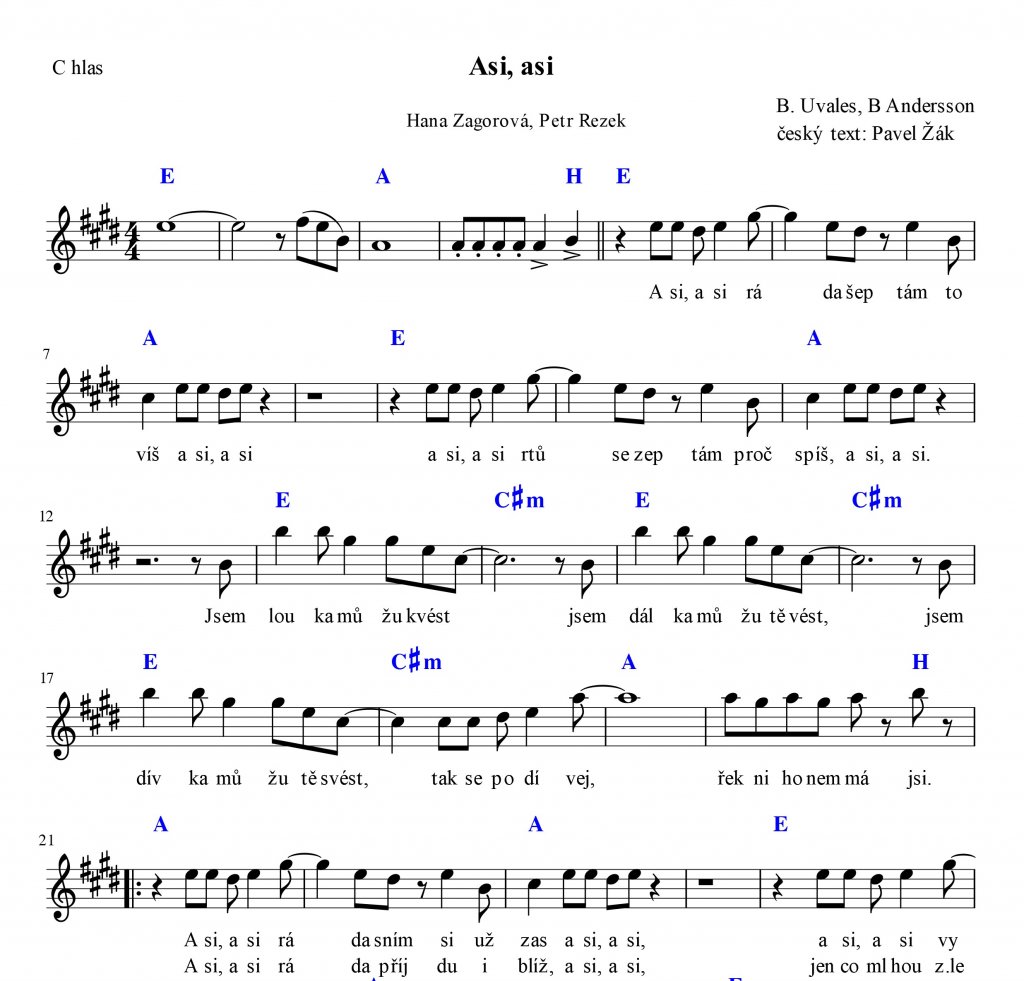 C hlas
Asi, asi
Hana Zagorová, Petr Rezek
B. Uvales, B Andersson
český text: Pavel Žák
E A H E
A si, a si rá da šep tám to
7
A E A
víš a si, a si a si, a si rtů se zep tám proč spíš, a si, a si.
12
E C#m E C#m
Jsem lou ka mů žu kvést jsem dál ka mů žu tě vést, jsem
17
E C#m A H
dív ka mů žu tě svést, tak se po dí vej, řek ni ho nem má jsi.
21
A A E
A si, a si rá da sním si už zas a si, a si, a si, a si vy
A si, a si rá da příj du i blíž, a si, a si, jen co ml hou z.le